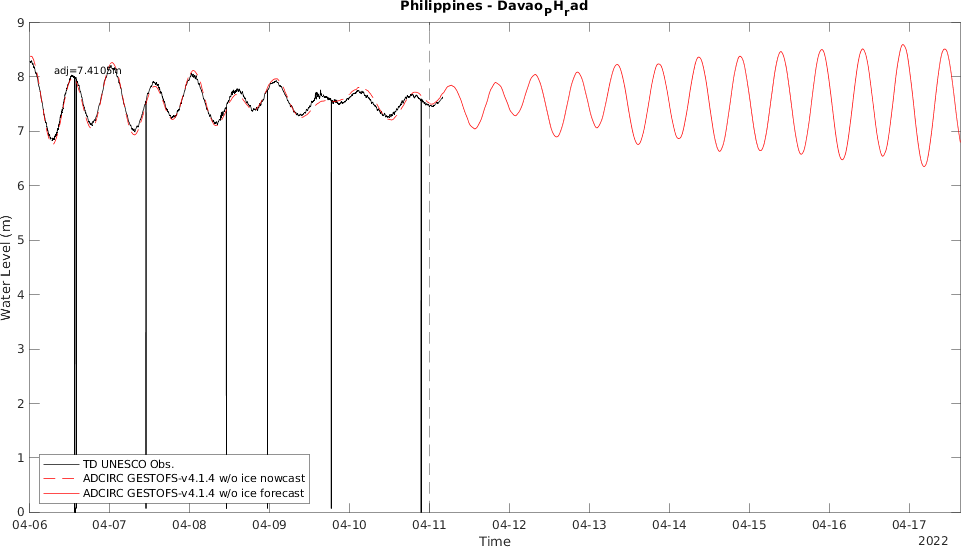 Philippines - Davao_PH_rad
9
8
7
6
5
4
3
2
1
0
Water Level (m)
adj=7.4105m
TD UNESCO Obs.
ADCIRC GESTOFS-v4.1.4 w/o ice nowcast
ADCIRC GESTOFS-v4.1.4 w/o ice forecast
04-06 04-07 04-08 04-09 04-10 04-11 04-12 04-13 04-14 04-15 04-16 04-17
Time
2022